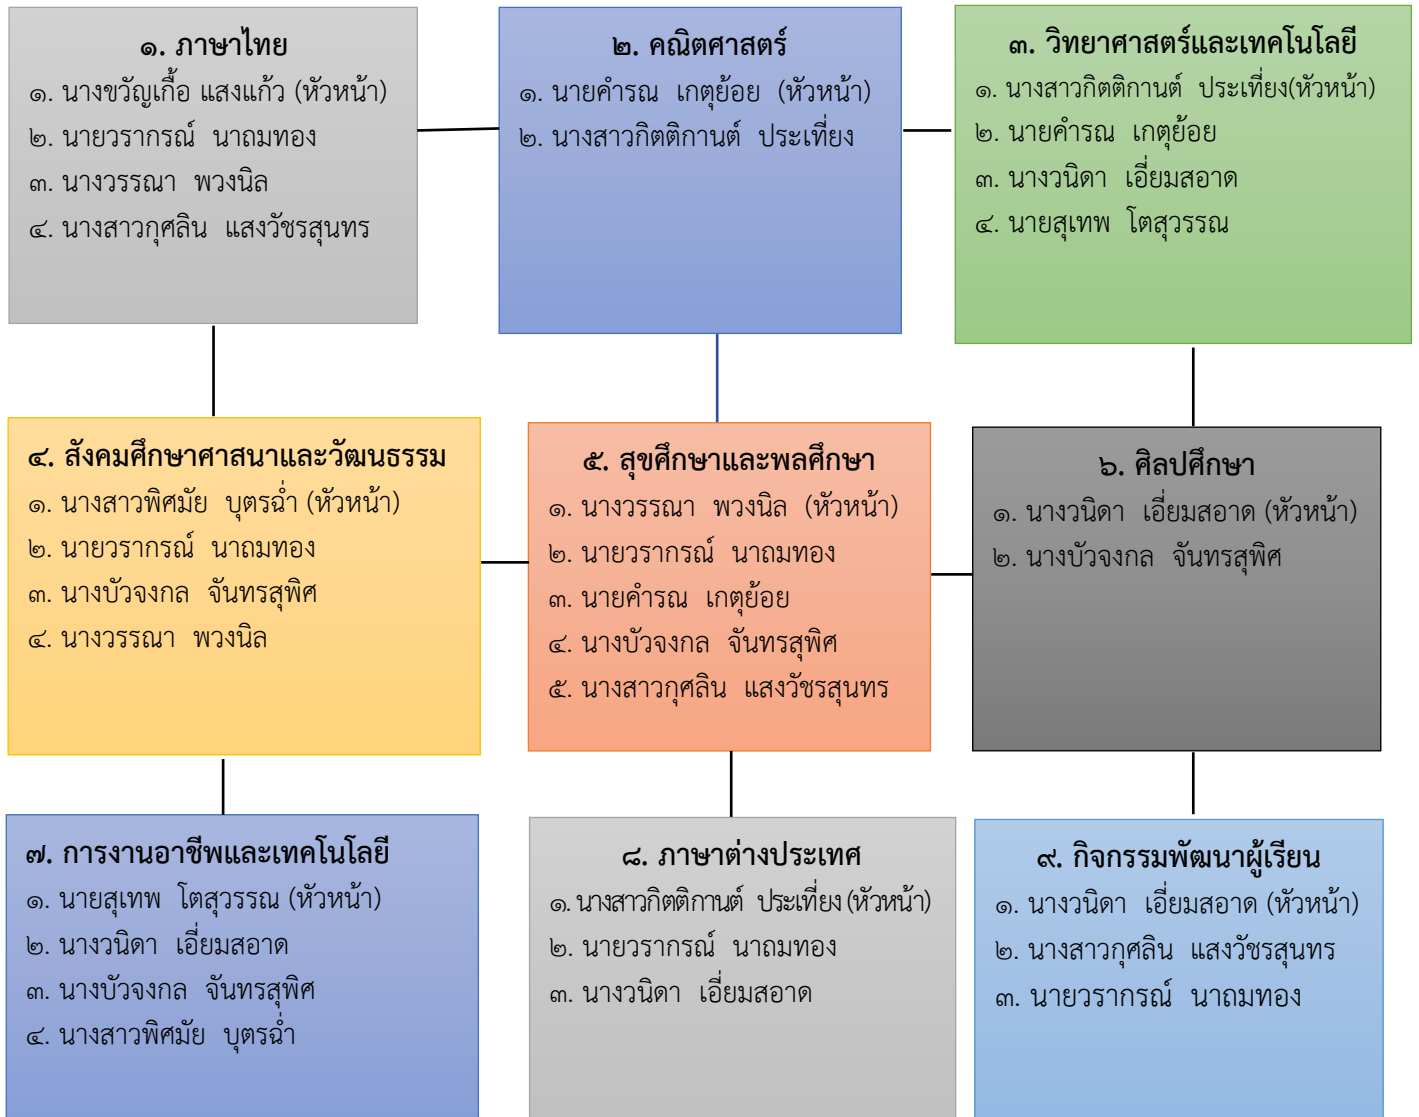 ๑. ภาษาไทย
๑. นางขวัญเกื้อ แสงแก้ว (หัวหน้า)
๒. นายวรากรณ์ นาถมทอง
๓. นางวรรณา พวงนิล
๔. นางสาวกุศลิน แสงวัชรสุนทร
๒. คณิตศาสตร์
๑. นายคำรณ เกตุย้อย (หัวหน้า)
๒. นางสาวกิตติกานต์ ประเที่ยง
๓. วิทยาศาสตร์และเทคโนโลยี
๑. นางสาวกิตติกานต์ ประเที่ยง(หัวหน้า)
๒. นายคำรณ เกตุย้อย
๓. นางวนิดา เอี่ยมสอาด
๔. นายสุเทพ โตสุวรรณ
๔. สังคมศึกษาศาสนาและวัฒนธรรม
๑. นางสาวพิศมัย บุตรฉ่ำ (หัวหน้า)
๒. นายวรากรณ์ นาถมทอง
๓. นางบัวจงกล จันทรสุพิศ
๔. นางวรรณา พวงนิล
๕. สุขศึกษาและพลศึกษา
๑. นางวรรณา พวงนิล (หัวหน้า)
๒. นายวรากรณ์ นาถมทอง
๓. นายคำรณ เกตุย้อย
๔. นางบัวจงกล จันทรสุพิศ
๕. นางสาวกุศลิน แสงวัชรสุนทร
๖. ศิลปศึกษา
๑. นางวนิดา เอี่ยมสอาด (หัวหน้า)
๒. นางบัวจงกล จันทรสุพิศ
๗. การงานอาชีพและเทคโนโลยี
๑. นายสุเทพ โตสุวรรณ (หัวหน้า)
๒. นางวนิดา เอี่ยมสอาด
๓. นางบัวจงกล จันทรสุพิศ
๔. นางสาวพิศมัย บุตรฉ่ำ
๘. ภาษาต่างประเทศ
๑. นางสาวกิตติกานต์ ประเที่ยง (หัวหน้า)
๒. นายวรากรณ์ นาถมทอง
๓. นางวนิดา เอี่ยมสอาด
๙. กิจกรรมพัฒนาผู้เรียน
๑. นางวนิดา เอี่ยมสอาด (หัวหน้า)
๒. นางสาวกุศลิน แสงวัชรสุนทร
๓. นายวรากรณ์ นาถมทอง